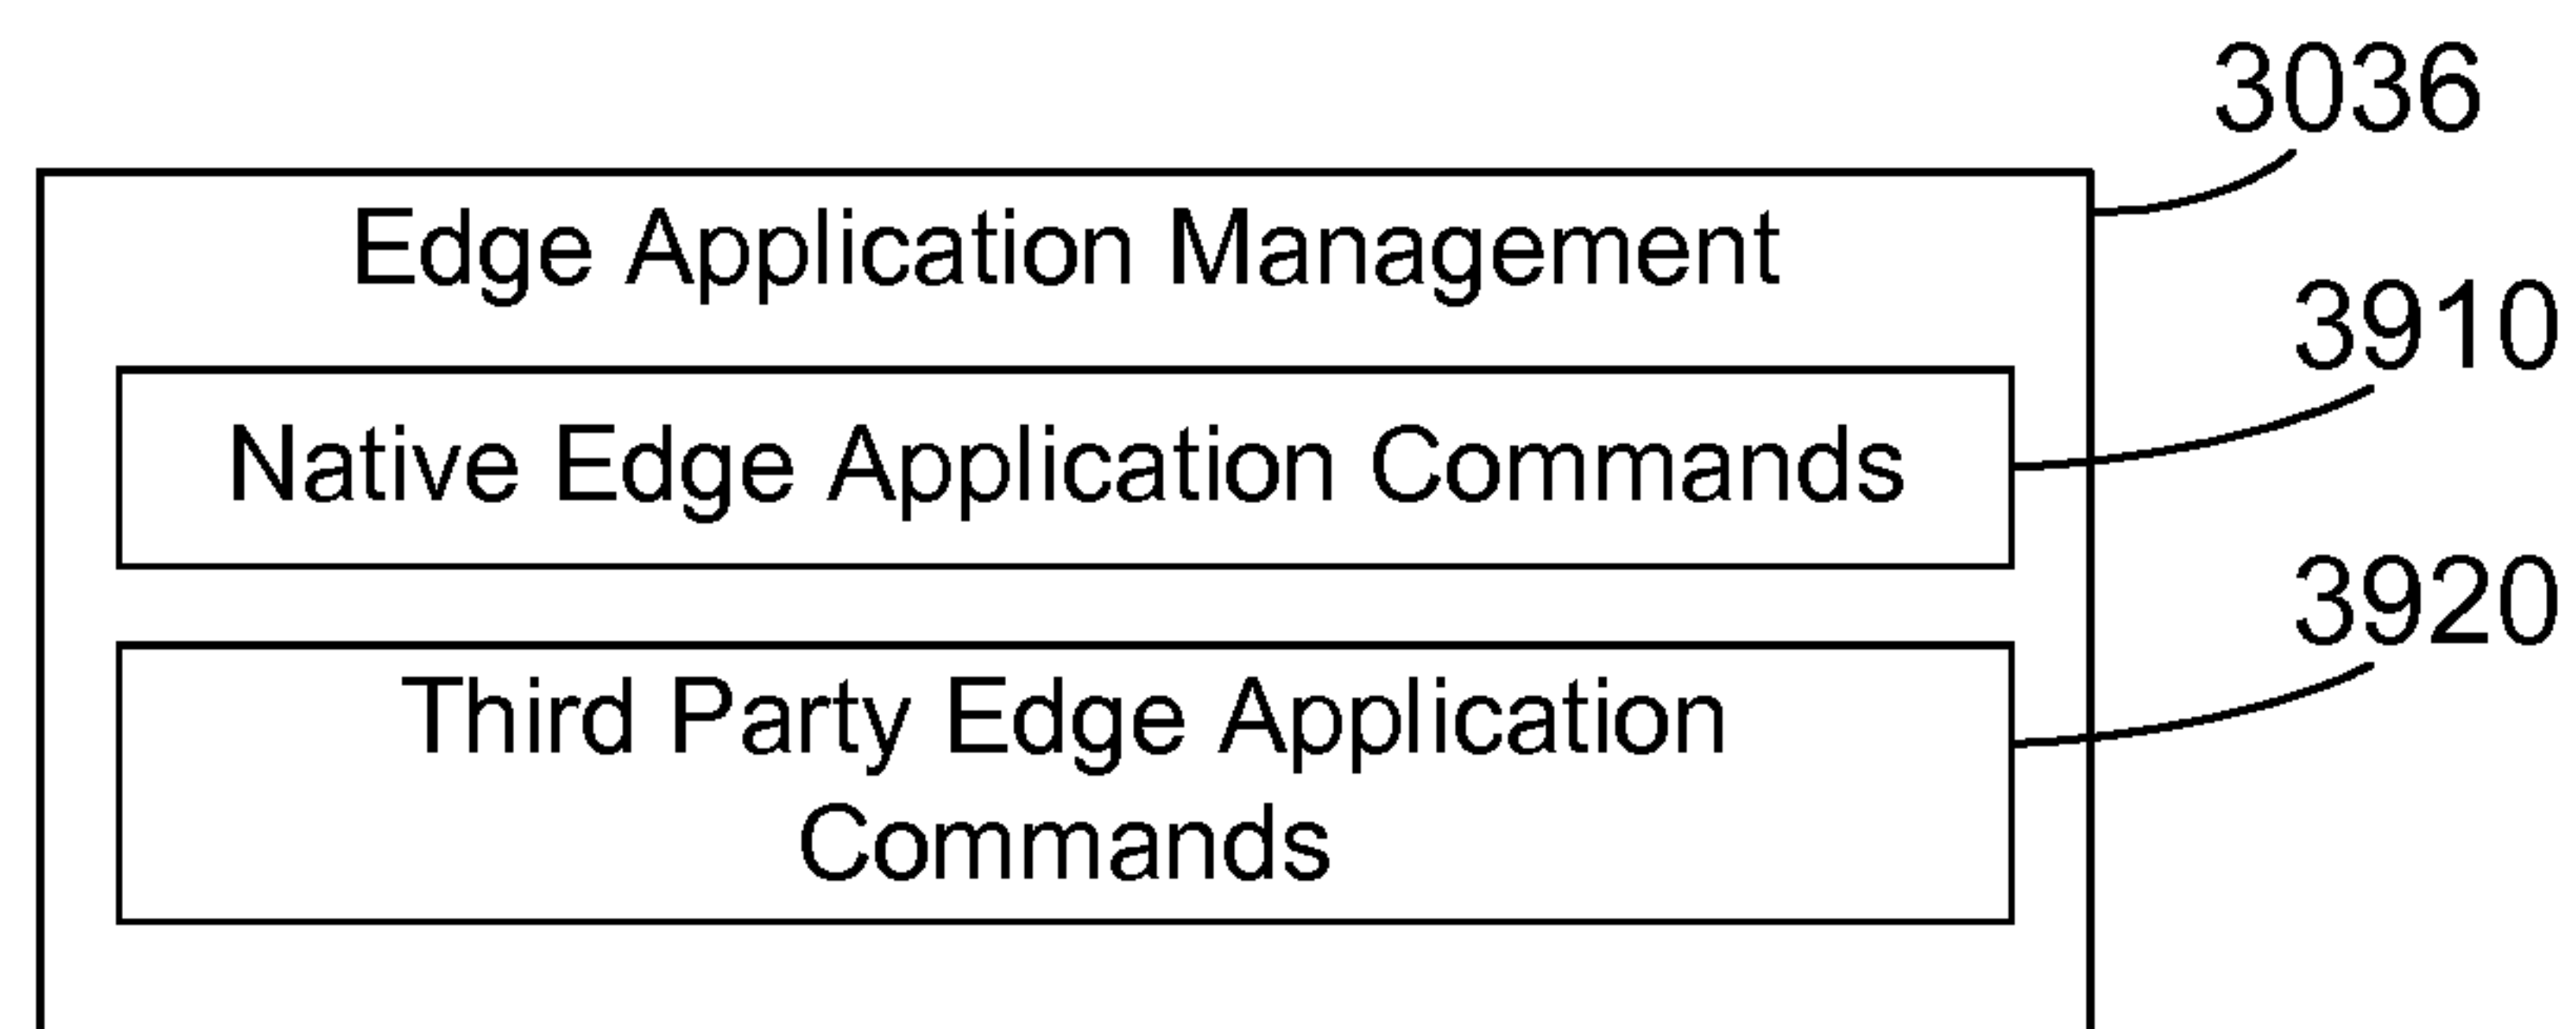 3036
Edge Application Management
3910
Native Edge Application Commands
3920
Third Party Edge Application
Commands